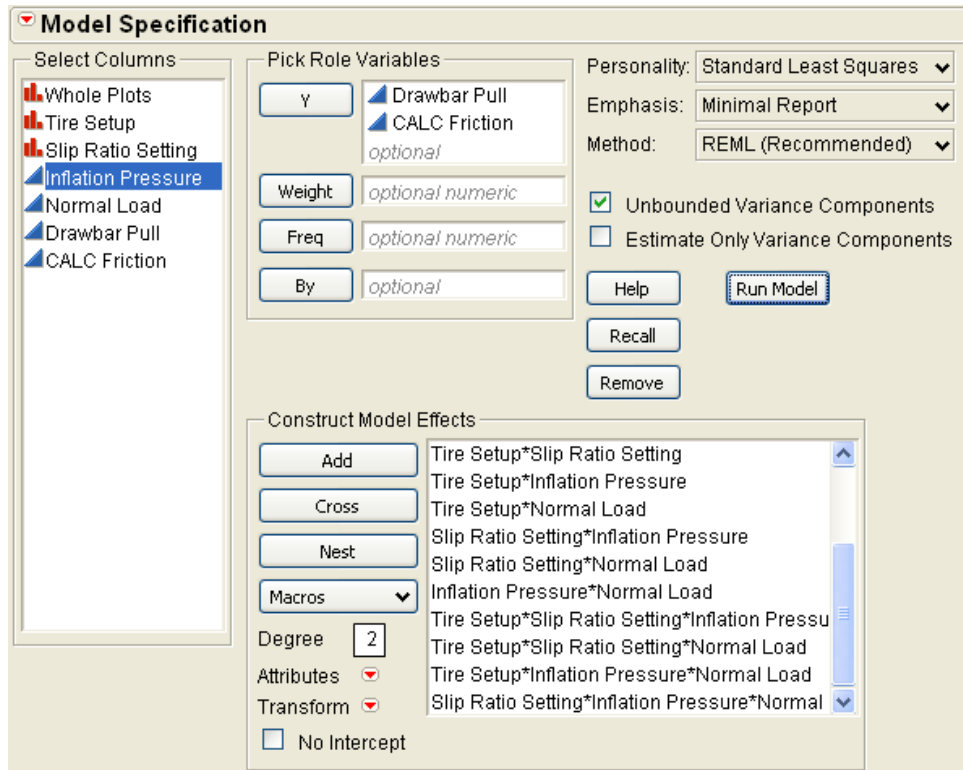 Model Specification
Select Columns
Whole Plots
Tire Setup
Slip Ratio Setting
Inflation Pressure
Normal Load
Drawbar Pull
CALC Friction
Pick Role Variables
Y
Drawbar Pull
CALC Friction
optional
Weight
optional numeric
Freq
optional numeric
By
optional
Personality: Standard Least Squares
Emphasis: Minimal Report
Method: REML (Recommended)
Unbounded Variance Components
Estimate Only Variance Components
Help
Run Model
Recall
Remove
Construct Model Effects
Add
Cross
Nest
Macros
Degree 2
Attributes
Transform
No Intercept
Tire Setup*Slip Ratio Setting
Tire Setup*Inflation Pressure
Tire Setup*Normal Load
Slip Ratio Setting*Inflation Pressure
Slip Ratio Setting*Normal Load
Inflation Pressure*Normal Load
Tire Setup*Slip Ratio Setting*Inflation Pressu
Tire Setup*Slip Ratio Setting*Normal Load
Tire Setup*Inflation Pressure*Normal Load
Slip Ratio Setting*Inflation Pressure*Normal